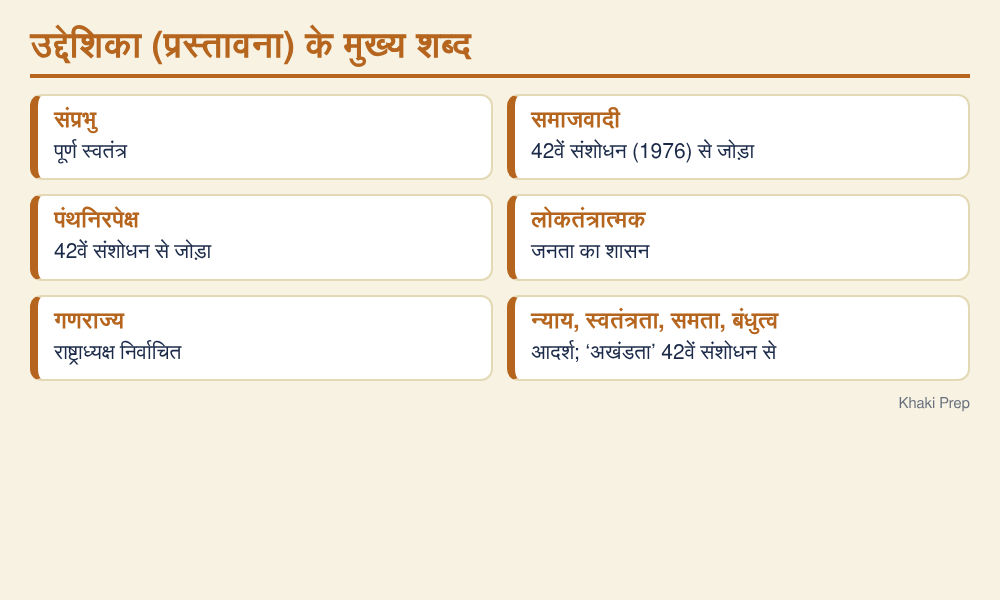 उद्देशिका (प्रस्तावना) के मुख्य शब्द
संप्रभु
पूर्ण स्वतंत्र
समाजवादी
42वें संशोधन (1976) से जोड़ा
पंथनिरपेक्ष
42वें संशोधन से जोड़ा
लोकतंत्रात्मक
जनता का शासन
गणराज्य
राष्ट्राध्यक्ष निर्वाचित
न्याय, स्वतंत्रता, समता, बंधुत्व
आदर्श; ‘अखंडता’ 42वें संशोधन से
Khaki Prep